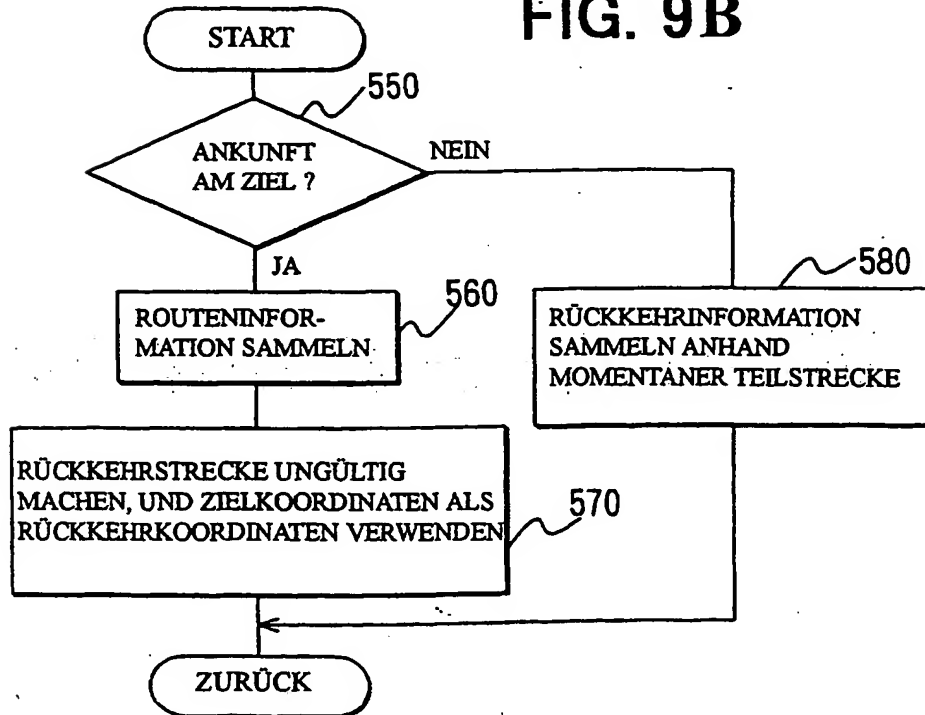 FIG. 9B
START
550
ANKUNFT
AM ZIEL ?
NEIN
JA
560
ROUTENINFOR-
MATION SAMMELN
580
RÜCKKEHRINFORMATION
SAMMELN ANHAND
MOMENTANER TEILSTRECKE
RÜCKKEHRSTRECKE UNGÜLTIG
MACHEN, UND ZIELKOORDINATEN ALS
RÜCKKEHRKOORDINATEN VERWENDEN
570
ZURÜCK